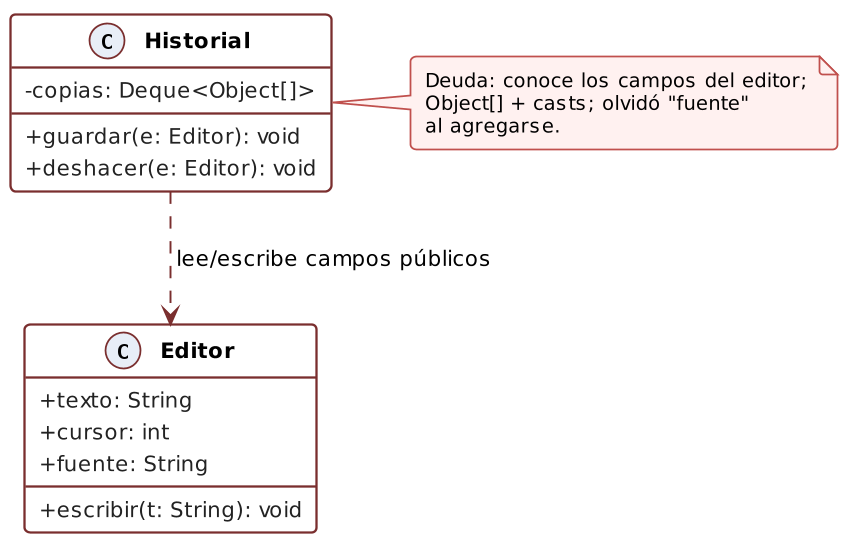 C Historial
-copias: Deque<Object[]>
+guardar(e: Editor): void
+deshacer(e: Editor): void
Deuda: conoce los campos del editor;
Object[] + casts; olvidó "fuente"
al agregarse.
lee/escribe campos públicos
C Editor
+texto: String
+cursor: int
+fuente: String
+escribir(t: String): void